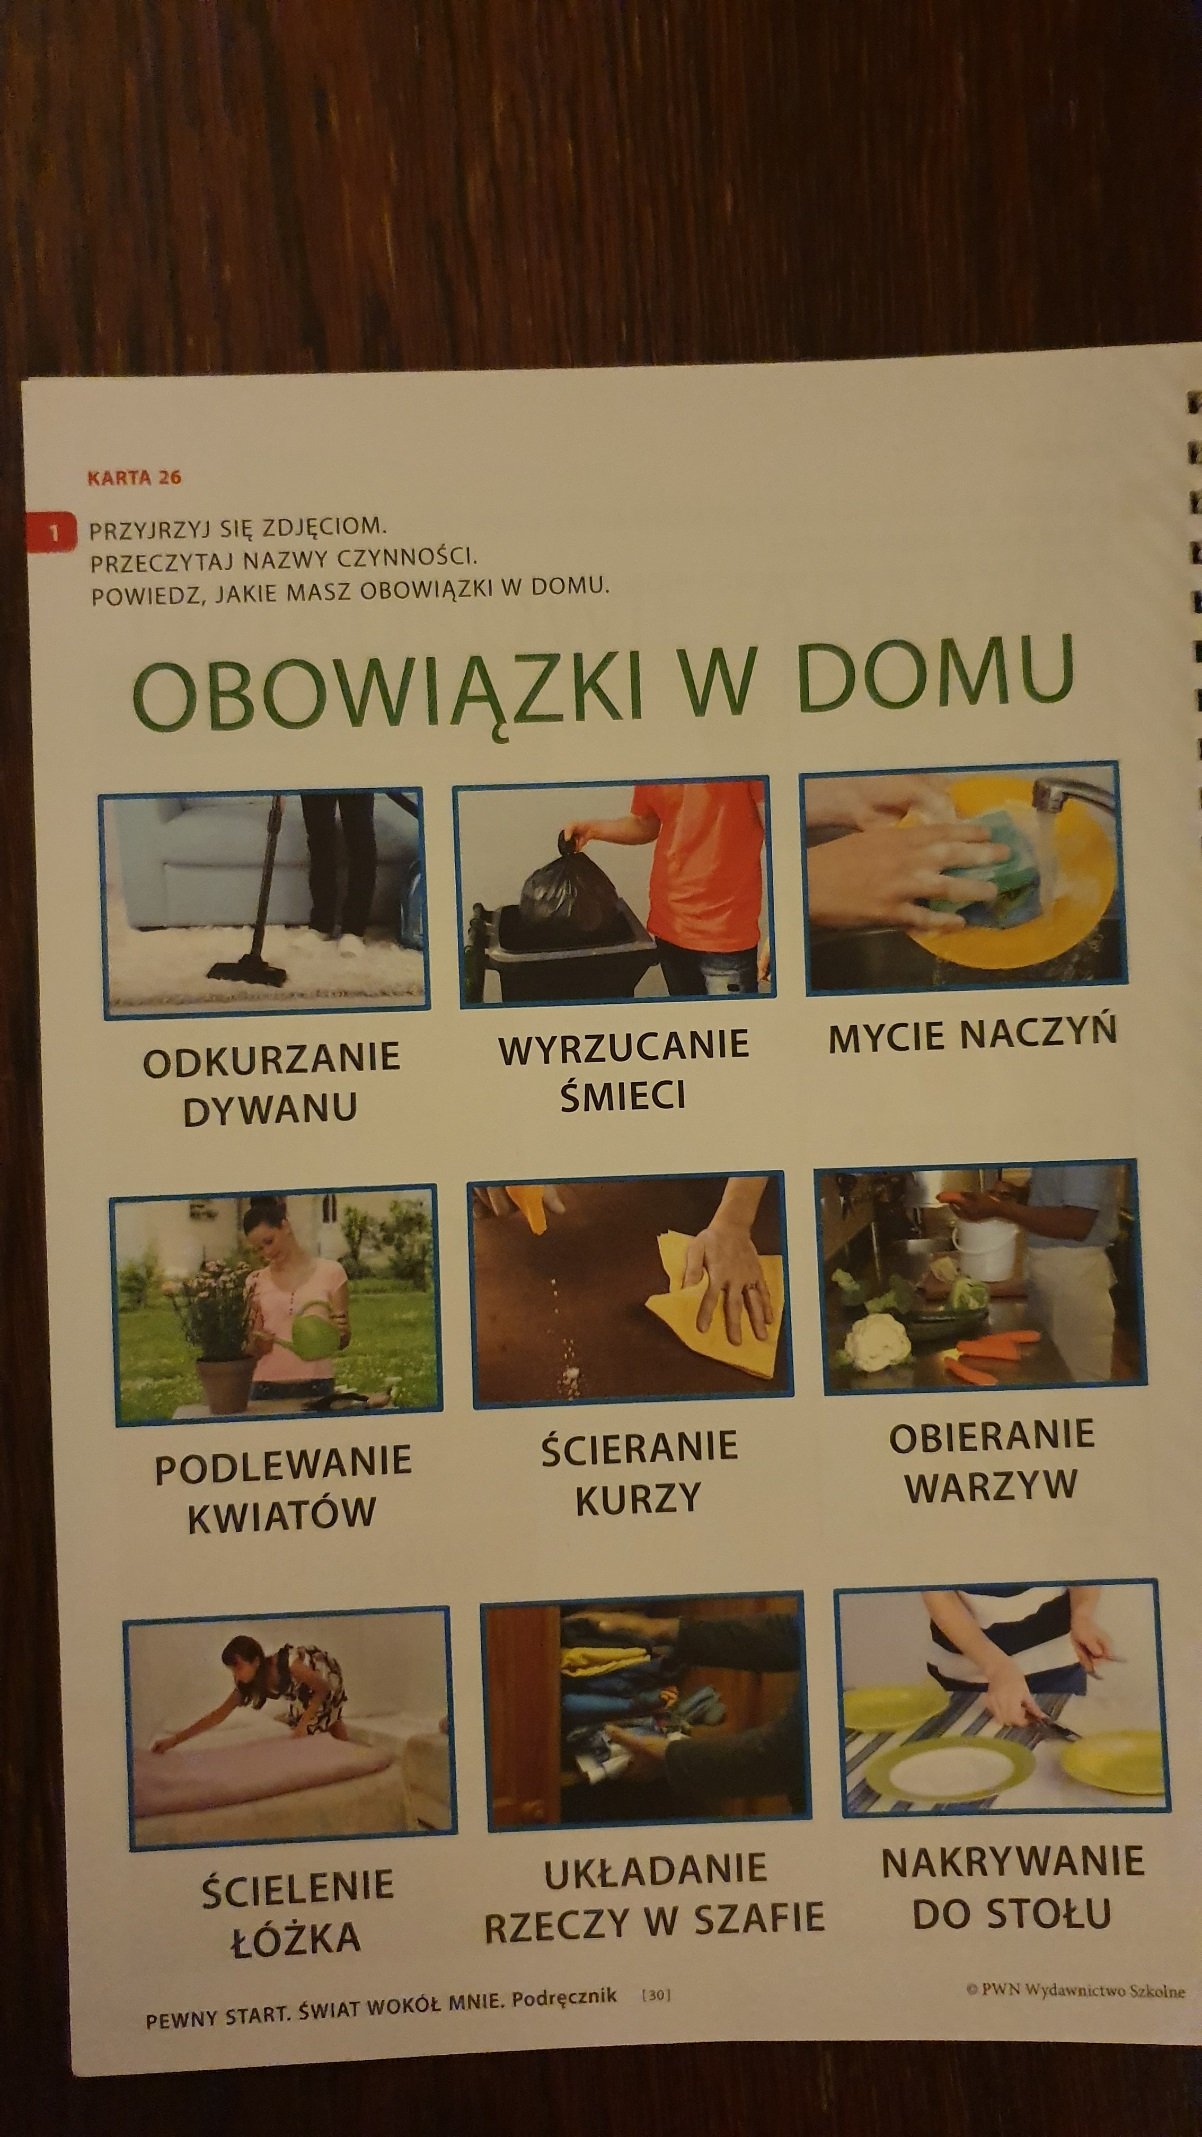 KARTA 26
1 PRZYJRZYJ SIĘ ZDJĘCIOM.
PRZECZYTAJ NAZWY CZYNNOŚCI.
POWIEDZ, JAKIE MASZ OBOWIĄZKI W DOMU.
OBOWIĄZKI W DOMU
ODKURZANIE
DYWANU
WYRZUCANIE
ŚMIECI
MYCIE NACZYŃ
PODLEWANIE
KWIATÓW
ŚCIERANIE
KURZY
OBIERANIE
WARZYW
ŚCIELENIE
ŁÓŻKA
UKŁADANIE
RZECZY W SZAFIE
NAKRYWANIE
DO STOŁU
PEWNY START. ŚWIAT WOKÓŁ MNIE. Podręcznik [30] © PWN Wydawnictwo Szkolne